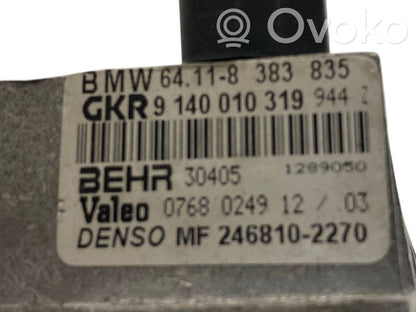 © OVOKO
BMW 64.11-8 383 835
GKR 9 140 010 319 944 Z
BEHR 30405 1289050
Valeo 0768 0249 12 / 03
DENSO MF 246810-2270